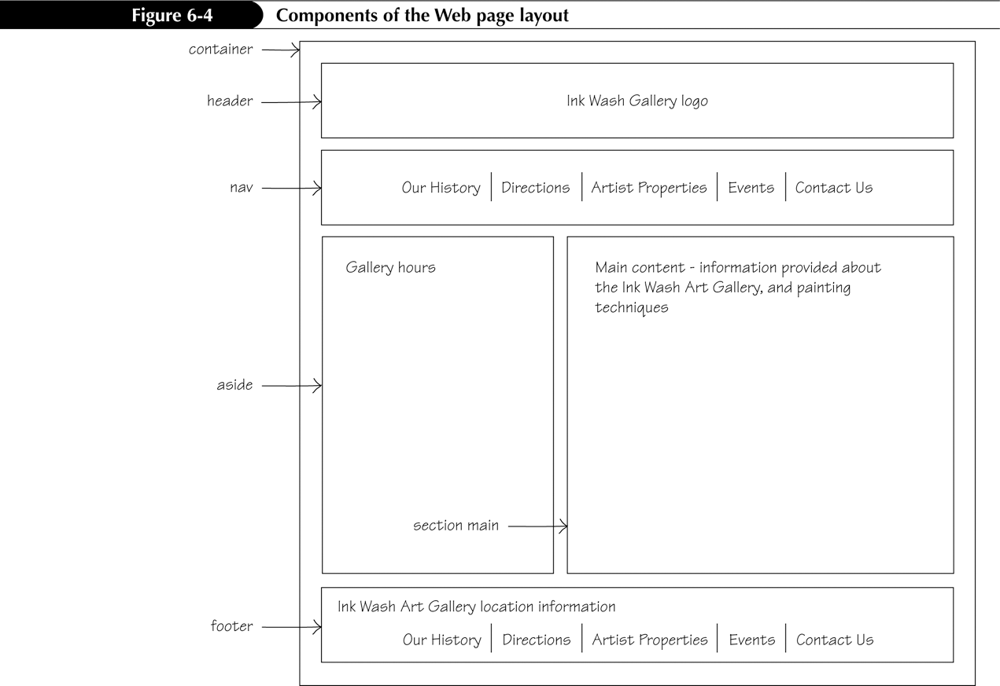 Figure 6-4 Components of the Web page layout
container
header
Ink Wash Gallery logo
nav
Our History Directions Artist Properties Events Contact Us
Gallery hours
Main content - information provided about
the Ink Wash Art Gallery, and painting
techniques
aside
section main
Ink Wash Art Gallery location information
footer
Our History Directions Artist Properties Events Contact Us